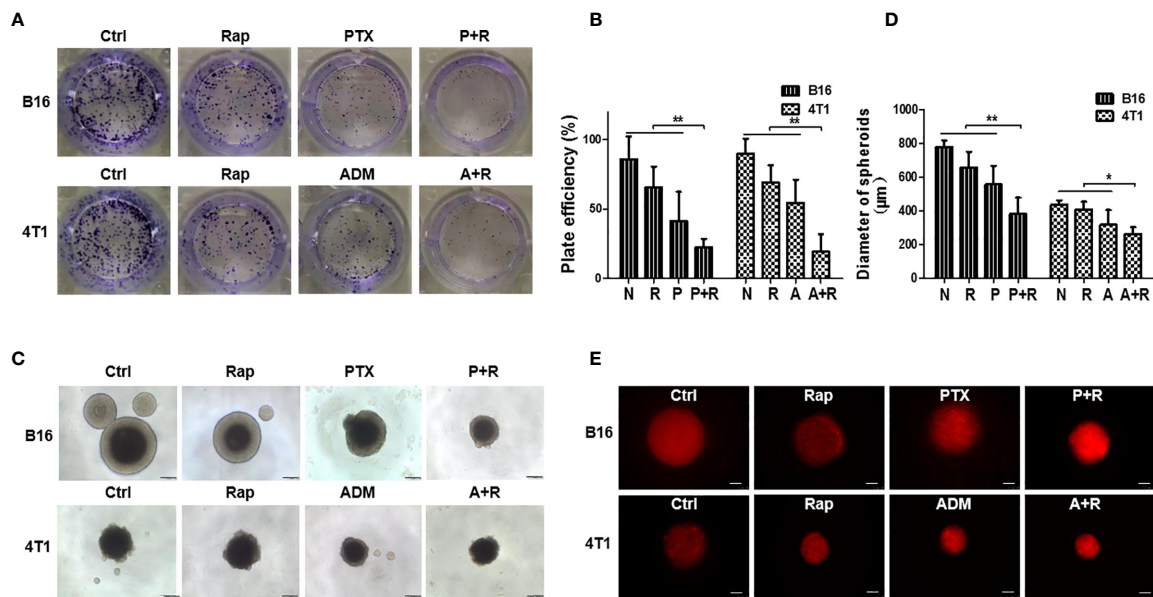 A
Ctrl Rap PTX P+R
B16
Ctrl Rap ADM A+R
4T1
B
B16
4T1
Plate efficiency (%)
100
50
0
**
**
N R P P+R N R A A+R
D
B16
4T1
Diameter of spheroids
(μm)
1000
800
600
400
200
0
**
*
N R P P+R N R A A+R
C
Ctrl Rap PTX P+R
B16
Ctrl Rap ADM A+R
4T1
E
Ctrl Rap PTX P+R
B16
Ctrl Rap ADM A+R
4T1